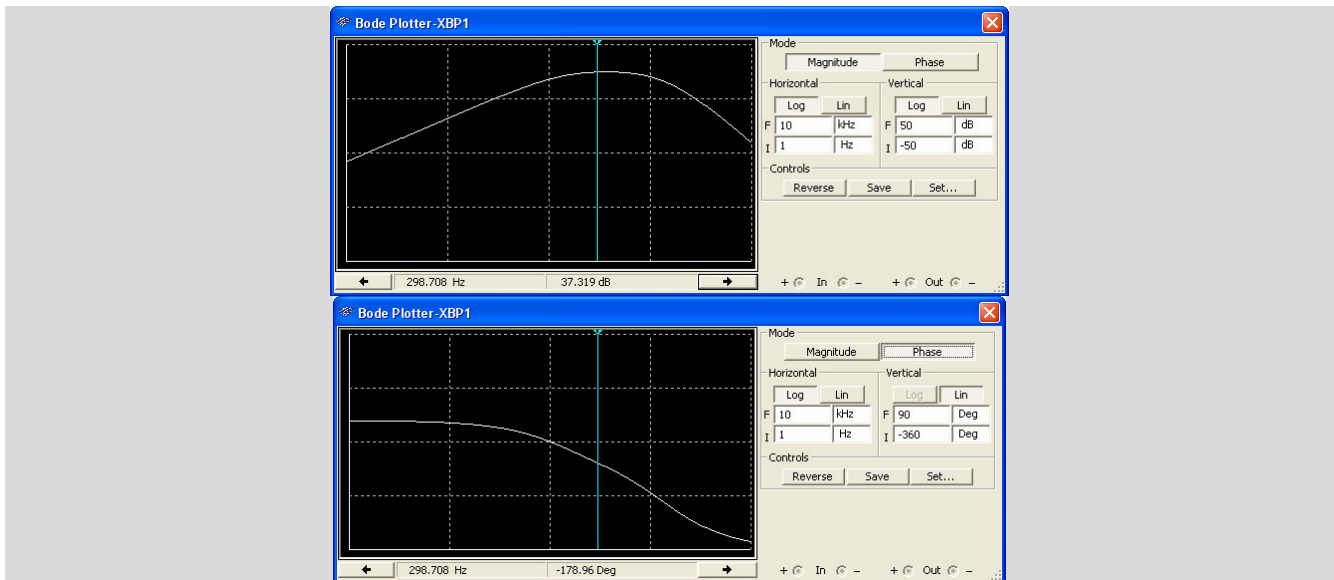 Bode Plotter-XBP1
Mode
Magnitude Phase
Horizontal Vertical
Log Lin Log Lin
F 10 kHz F 50 dB
I 1 Hz I -50 dB
Controls
Reverse Save Set...
298.708 Hz 37.319 dB + In - + Out -
Bode Plotter-XBP1
Mode
Magnitude Phase
Horizontal Vertical
Log Lin Log Lin
F 10 kHz F 90 Deg
I 1 Hz I -360 Deg
Controls
Reverse Save Set...
298.708 Hz -178.96 Deg + In - + Out -